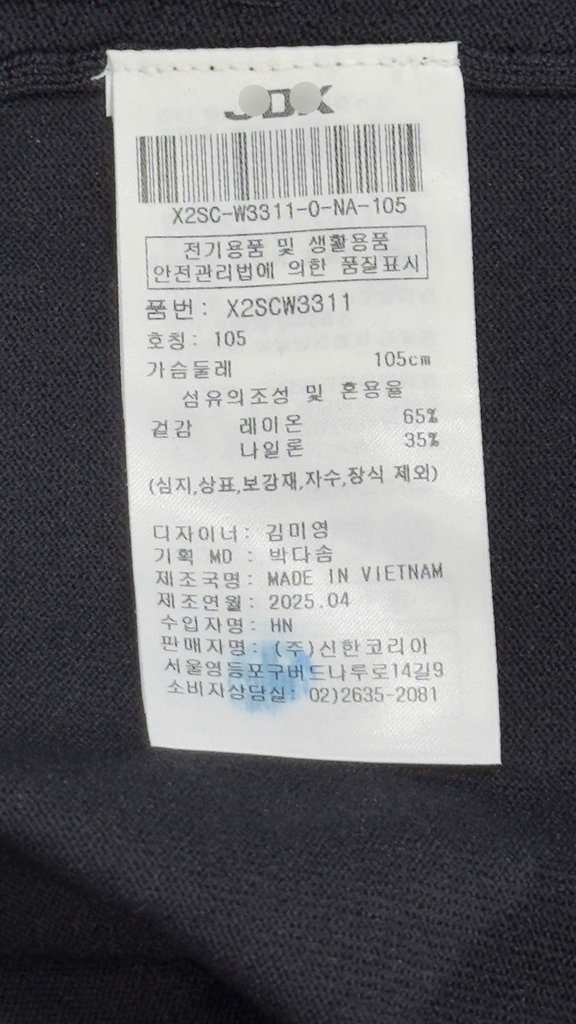 X2SC-W3311-0-NA-105
전기용품 및 생활용품
안전관리법에 의한 품질표시
품번: X2SCW3311
호칭: 105
가슴둘레 105cm
섬유의조성 및 혼용율
겉감 레이온 65%
나일론 35%
(심지,상표,보강재,자수,장식 제외)
디자이너: 김미영
기획 MD : 박다솜
제조국명: MADE IN VIETNAM
제조연월: 2025.04
수입자명: HN
판매자명: (주)신한코리아
서울영등포구버드나루로14길9
소비자상담실: 02)2635-2081